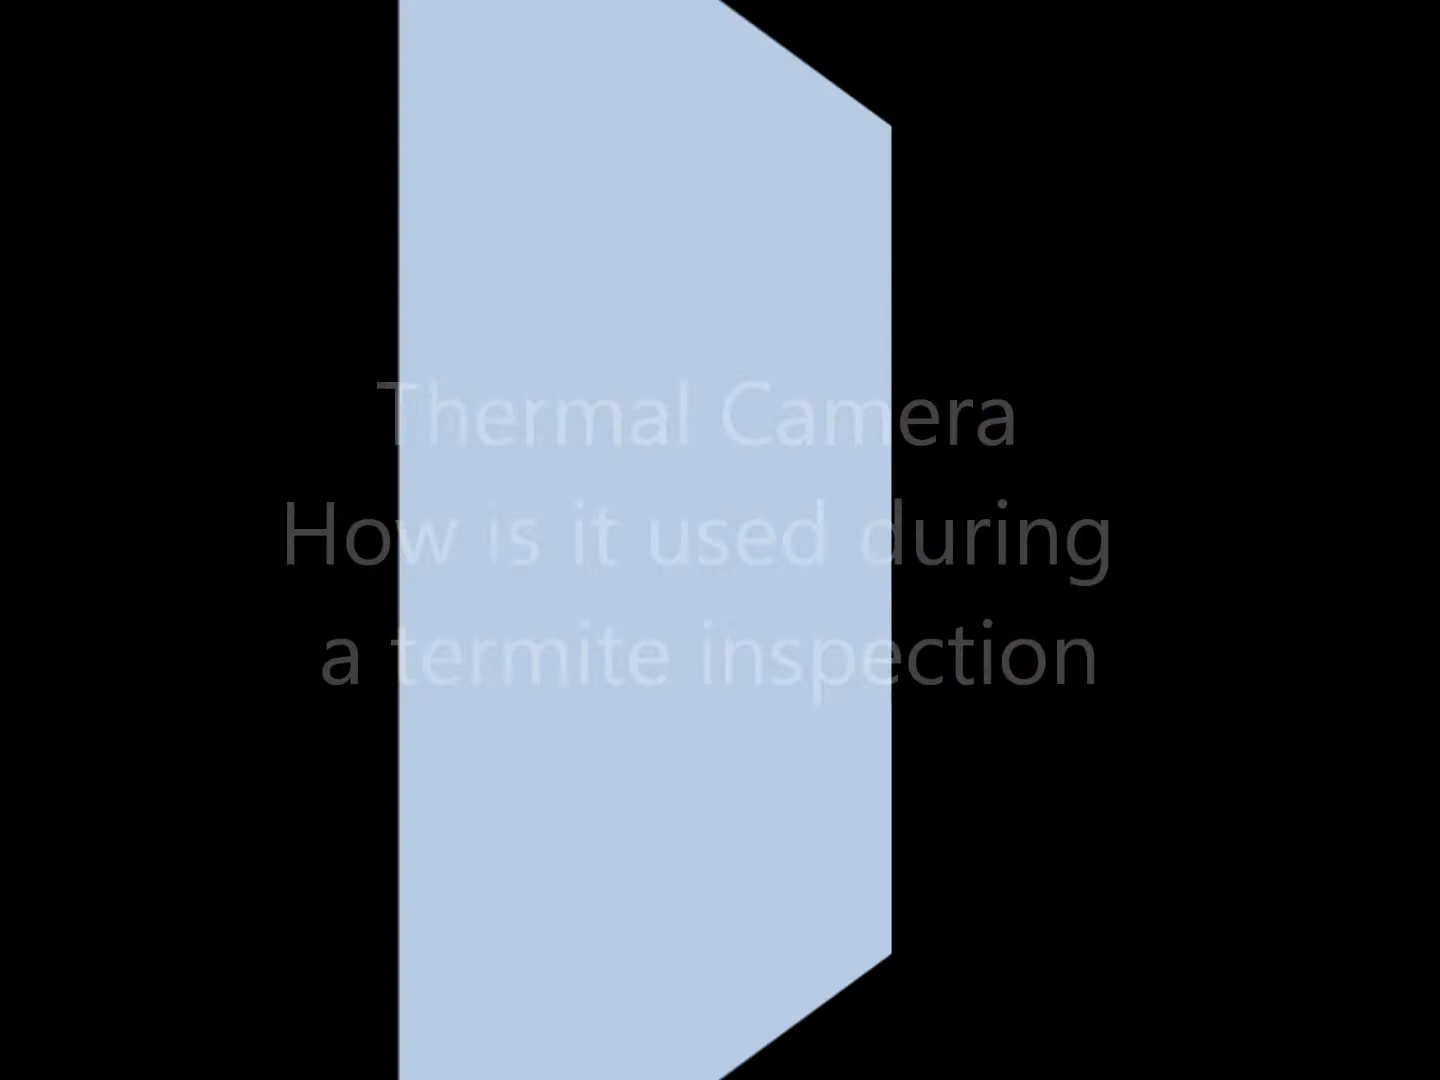 Thermal Camera
How is it used during
a termite inspection